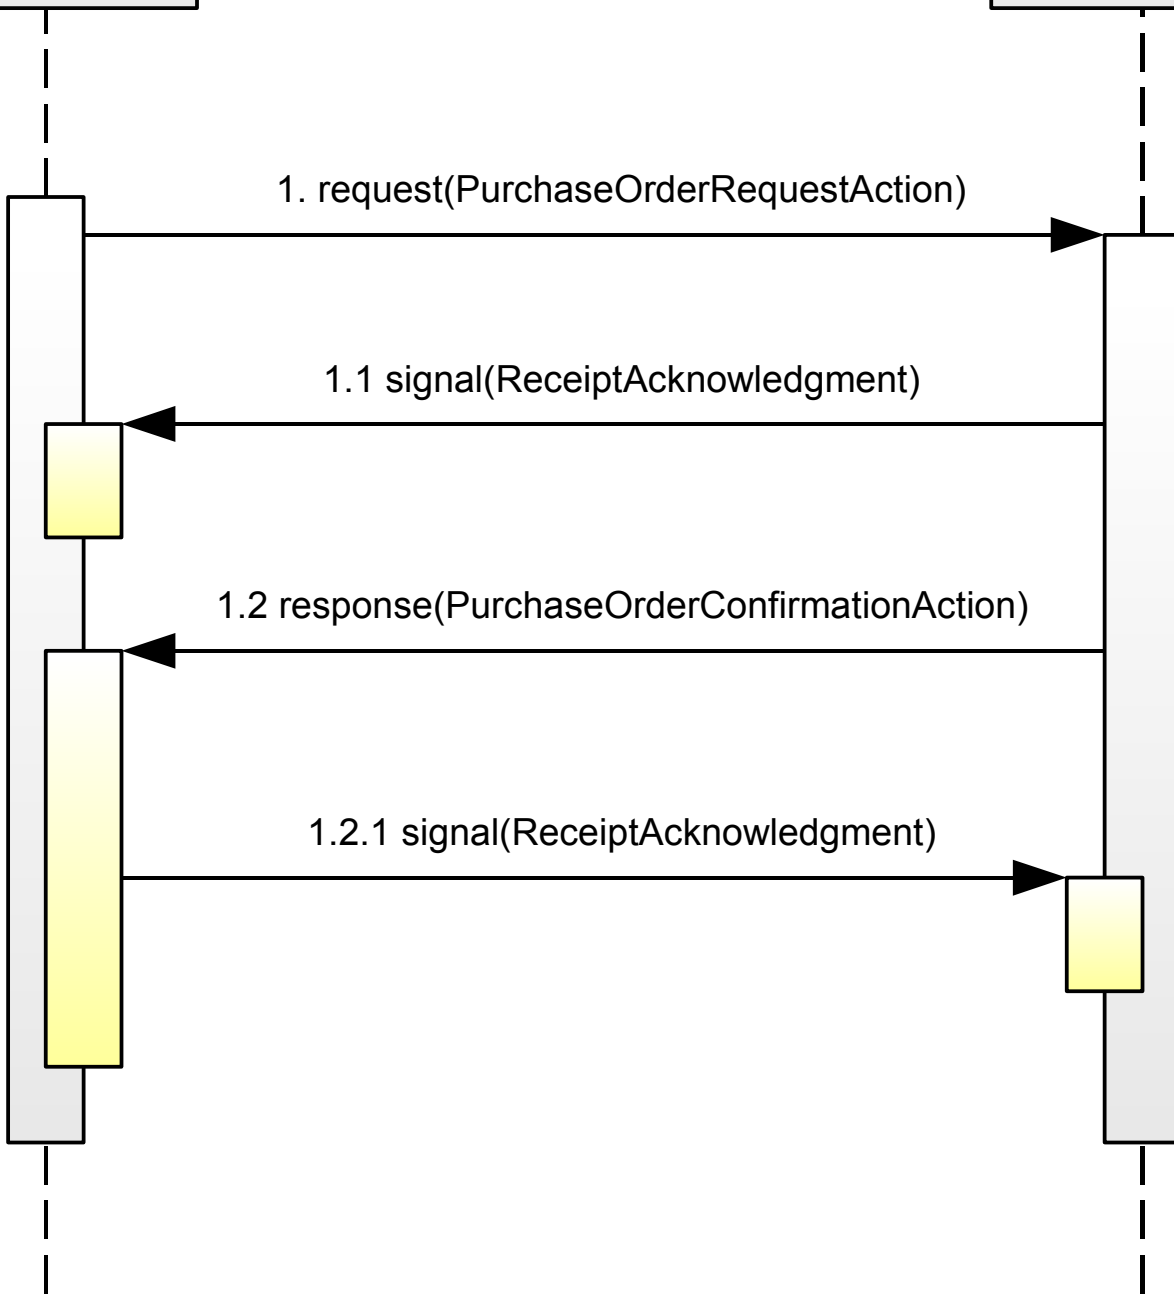 1. request(PurchaseOrderRequestAction)
1.1 signal(ReceiptAcknowledgment)
1.2 response(PurchaseOrderConfirmationAction)
1.2.1 signal(ReceiptAcknowledgment)